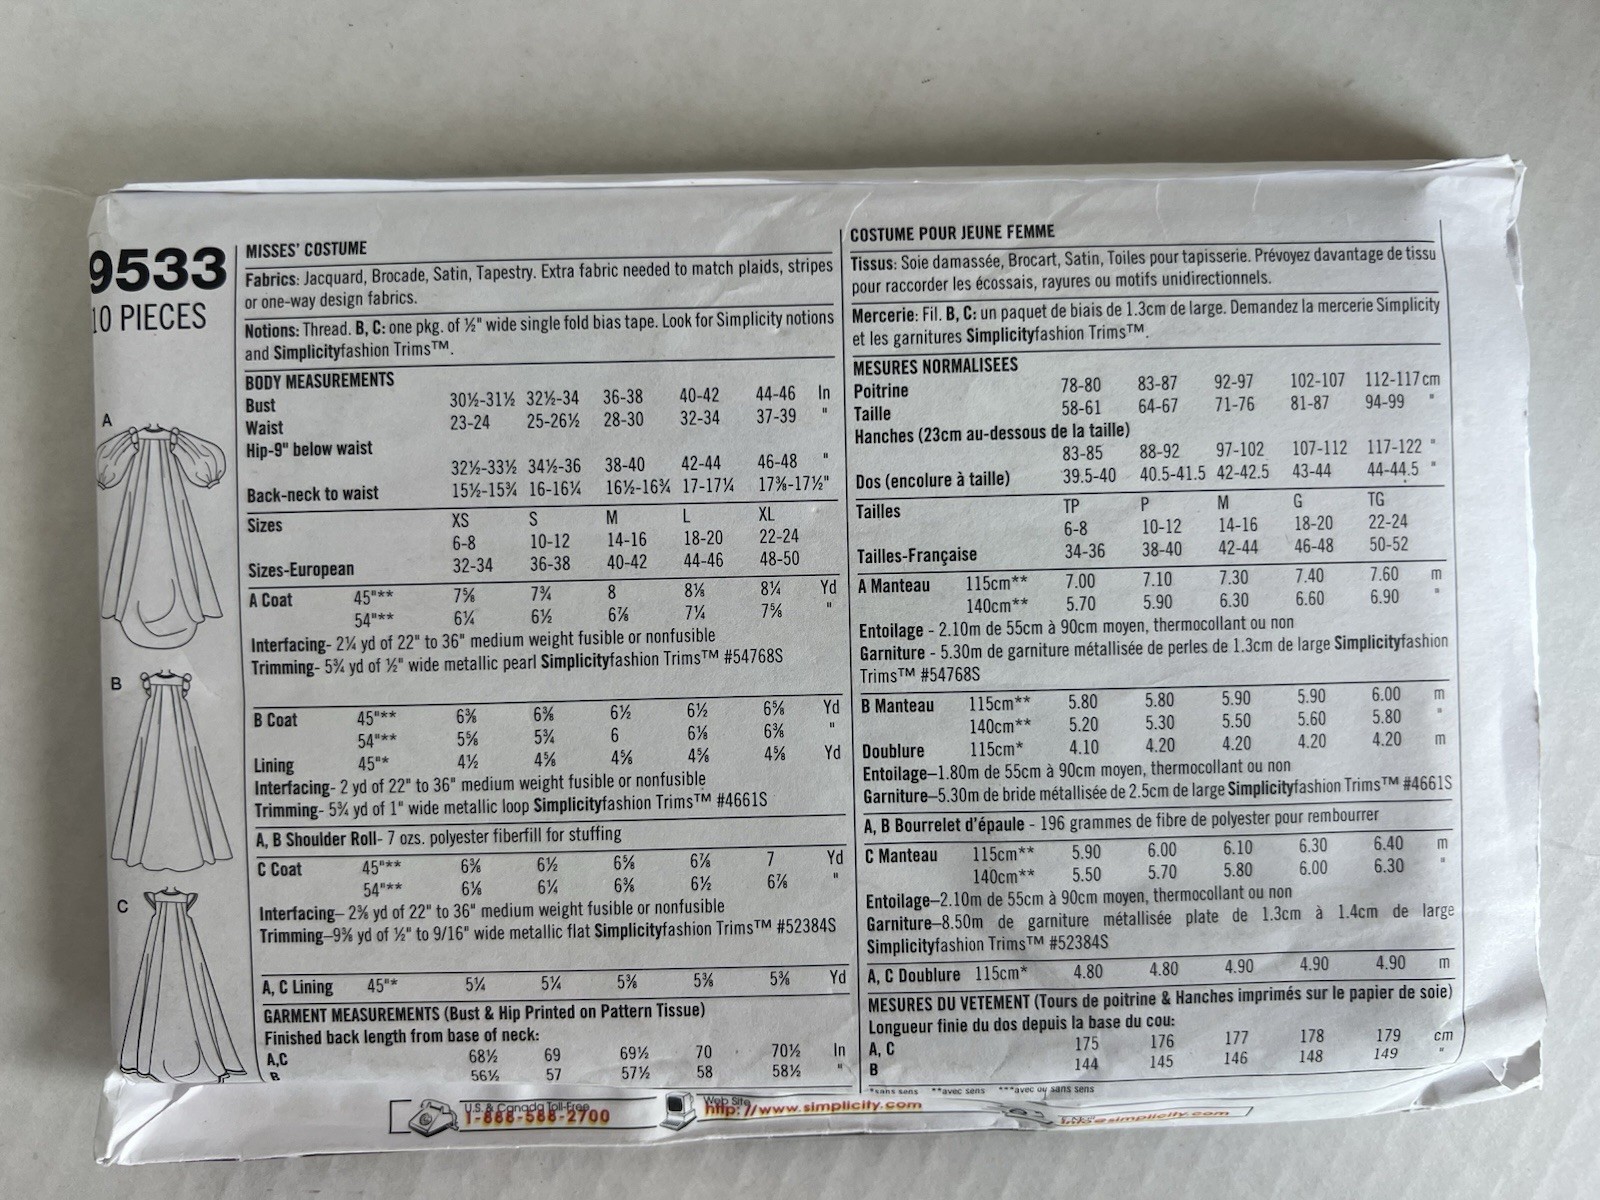 9533
10 PIECES
A
B
C
MISSES' COSTUME
Fabrics: Jacquard, Brocade, Satin, Tapestry. Extra fabric needed to match plaids, stripes
or one-way design fabrics.
Notions: Thread. B, C: one pkg. of ½" wide single fold bias tape. Look for Simplicity notions
and Simplicityfashion Trims™.
BODY MEASUREMENTS
Bust 30½-31½ 32½-34 36-38 40-42 44-46 In
Waist 23-24 25-26½ 28-30 32-34 37-39 "
Hip-9" below waist
32½-33½ 34½-36 38-40 42-44 46-48 "
Back-neck to waist 15½-15¾ 16-16¼ 16½-16¾ 17-17¼ 17⅜-17½"
Sizes XS S M L XL
6-8 10-12 14-16 18-20 22-24
Sizes-European 32-34 36-38 40-42 44-46 48-50
A Coat 45"** 7⅝ 7¾ 8 8⅛ 8¼ Yd
54"** 6¼ 6½ 6⅞ 7¼ 7⅝ "
Interfacing- 2¼ yd of 22" to 36" medium weight fusible or nonfusible
Trimming- 5¾ yd of ½" wide metallic pearl Simplicityfashion Trims™ #54768S
B Coat 45"** 6⅜ 6⅜ 6½ 6½ 6⅝ Yd
54"** 5⅝ 5¾ 6 6⅛ 6⅜ "
Lining 45"* 4½ 4⅝ 4⅝ 4⅝ 4⅝ Yd
Interfacing- 2 yd of 22" to 36" medium weight fusible or nonfusible
Trimming- 5¾ yd of 1" wide metallic loop Simplicityfashion Trims™ #4661S
A, B Shoulder Roll- 7 ozs. polyester fiberfill for stuffing
C Coat 45"** 6⅜ 6½ 6⅝ 6⅞ 7 Yd
54"** 6⅛ 6¼ 6⅜ 6½ 6⅞ "
Interfacing– 2⅜ yd of 22" to 36" medium weight fusible or nonfusible
Trimming–9⅜ yd of ½" to 9/16" wide metallic flat Simplicityfashion Trims™ #52384S
A, C Lining 45"* 5¼ 5¼ 5⅜ 5⅜ 5⅜ Yd
GARMENT MEASUREMENTS (Bust & Hip Printed on Pattern Tissue)
Finished back length from base of neck:
A,C 68½ 69 69½ 70 70½ In
B 56½ 57 57½ 58 58½ "
COSTUME POUR JEUNE FEMME
Tissus: Soie damassée, Brocart, Satin, Toiles pour tapisserie. Prévoyez davantage de tissu
pour raccorder les écossais, rayures ou motifs unidirectionnels.
Mercerie: Fil. B, C: un paquet de biais de 1.3cm de large. Demandez la mercerie Simplicity
et les garnitures Simplicityfashion Trims™.
MESURES NORMALISEES
Poitrine 78-80 83-87 92-97 102-107 112-117 cm
Taille 58-61 64-67 71-76 81-87 94-99 "
Hanches (23cm au-dessous de la taille)
83-85 88-92 97-102 107-112 117-122 "
Dos (encolure à taille) 39.5-40 40.5-41.5 42-42.5 43-44 44-44.5 "
Tailles TP P M G TG
6-8 10-12 14-16 18-20 22-24
Tailles-Française 34-36 38-40 42-44 46-48 50-52
A Manteau 115cm** 7.00 7.10 7.30 7.40 7.60 m
140cm** 5.70 5.90 6.30 6.60 6.90 "
Entoilage - 2.10m de 55cm à 90cm moyen, thermocollant ou non
Garniture - 5.30m de garniture métallisée de perles de 1.3cm de large Simplicityfashion
Trims™ #54768S
B Manteau 115cm** 5.80 5.80 5.90 5.90 6.00 m
140cm** 5.20 5.30 5.50 5.60 5.80 "
Doublure 115cm* 4.10 4.20 4.20 4.20 4.20 m
Entoilage–1.80m de 55cm à 90cm moyen, thermocollant ou non
Garniture–5.30m de bride métallisée de 2.5cm de large Simplicityfashion Trims™ #4661S
A, B Bourrelet d'épaule - 196 grammes de fibre de polyester pour rembourrer
C Manteau 115cm** 5.90 6.00 6.10 6.30 6.40 m
140cm** 5.50 5.70 5.80 6.00 6.30 "
Entoilage–2.10m de 55cm à 90cm moyen, thermocollant ou non
Garniture–8.50m de garniture métallisée plate de 1.3cm à 1.4cm de large
Simplicityfashion Trims™ #52384S
A, C Doublure 115cm* 4.80 4.80 4.90 4.90 4.90 m
MESURES DU VETEMENT (Tours de poitrine & Hanches imprimés sur le papier de soie)
Longueur finie du dos depuis la base du cou:
A, C 175 176 177 178 179 cm
B 144 145 146 148 149 "
*sans sens **avec sens ***avec ou sans sens
U.S. & Canada Toll-Free
1-888-588-2700
Web Site
http://www.simplicity.com
info@simplicity.com